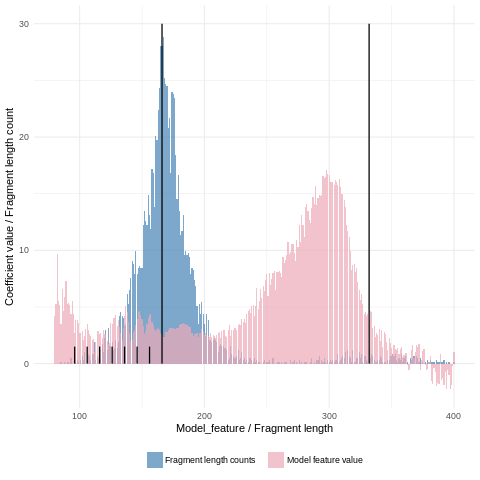 30
20
10
0
Coefficient value / Fragment length count
100 200 300 400
Model_feature / Fragment length
Fragment length counts Model feature value